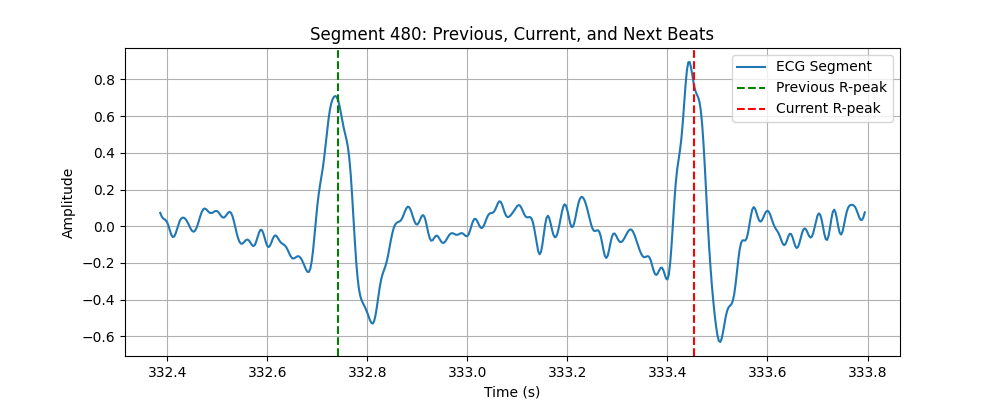 Segment 480: Previous, Current, and Next Beats
ECG Segment
Previous R-peak
Current R-peak
Amplitude
0.8
0.6
0.4
0.2
0.0
−0.2
−0.4
−0.6
332.4 332.6 332.8 333.0 333.2 333.4 333.6 333.8
Time (s)